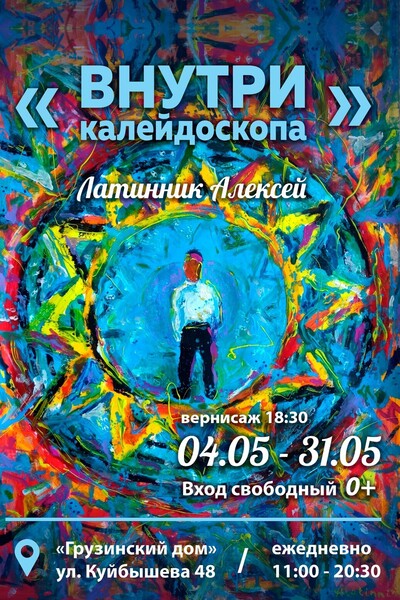 « ВНУТРИ »
калейдоскопа
Латинник Алексей
вернисаж 18:30
04.05 - 31.05
Вход свободный 0+
«Грузинский дом» / ежедневно
ул. Куйбышева 48 11:00 - 20:30